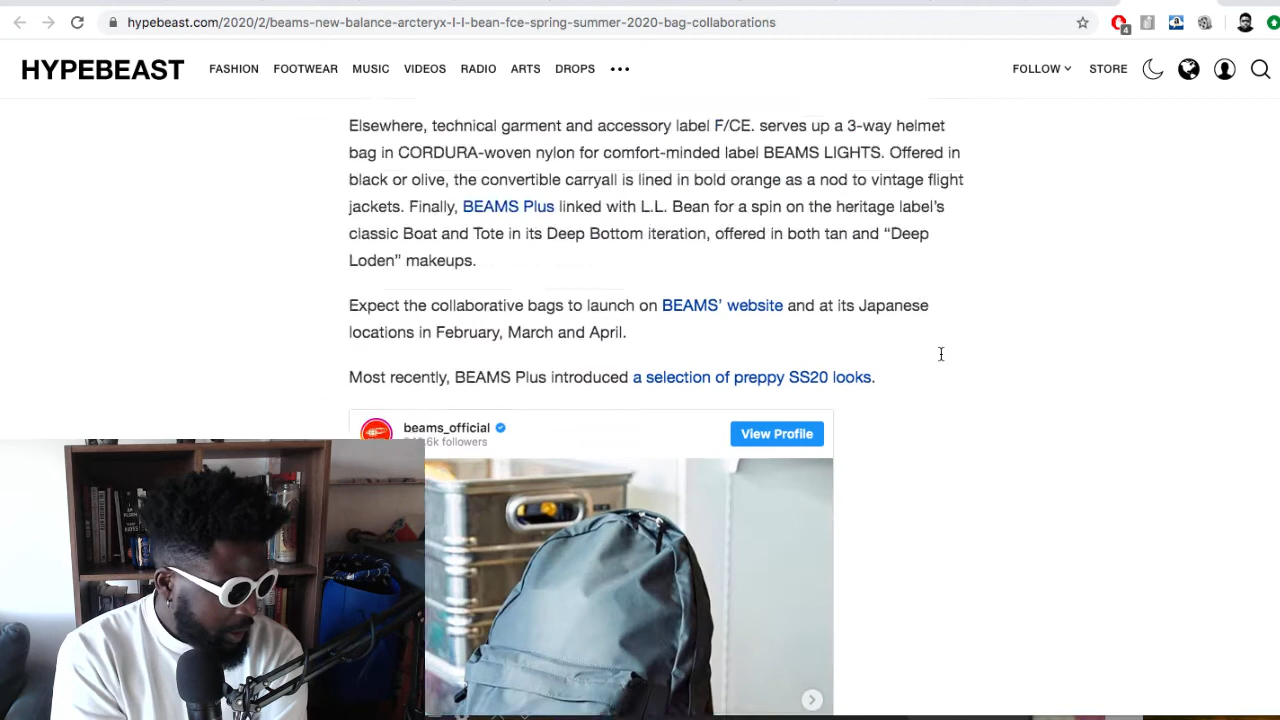 hypebeast.com/2020/2/beams-new-balance-arcteryx-l-l-bean-fce-spring-summer-2020-bag-collaborations
4
HYPEBEAST FASHION FOOTWEAR MUSIC VIDEOS RADIO ARTS DROPS ••• FOLLOW STORE
Elsewhere, technical garment and accessory label F/CE. serves up a 3-way helmet
bag in CORDURA-woven nylon for comfort-minded label BEAMS LIGHTS. Offered in
black or olive, the convertible carryall is lined in bold orange as a nod to vintage flight
jackets. Finally, BEAMS Plus linked with L.L. Bean for a spin on the heritage label’s
classic Boat and Tote in its Deep Bottom iteration, offered in both tan and “Deep
Loden” makeups.
Expect the collaborative bags to launch on BEAMS’ website and at its Japanese
locations in February, March and April.
Most recently, BEAMS Plus introduced a selection of preppy SS20 looks.
beams_official
followers
View Profile